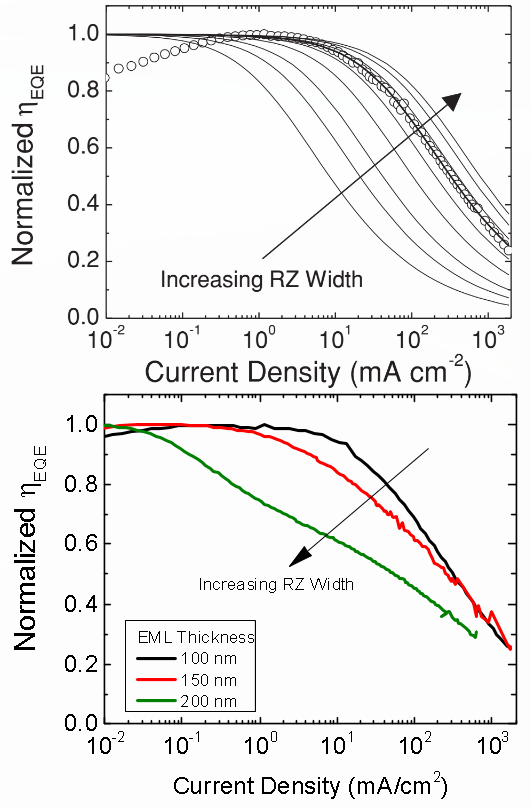 Normalized η_EQE
1.0
0.8
0.6
0.4
0.2
0.0
Increasing RZ Width
10⁻² 10⁻¹ 10⁰ 10¹ 10² 10³
Current Density (mA cm⁻²)
Normalized η_EQE
1.0
0.8
0.6
0.4
0.2
0.0
Increasing RZ Width
EML Thickness
100 nm
150 nm
200 nm
10⁻² 10⁻¹ 10⁰ 10¹ 10² 10³
Current Density (mA/cm²)